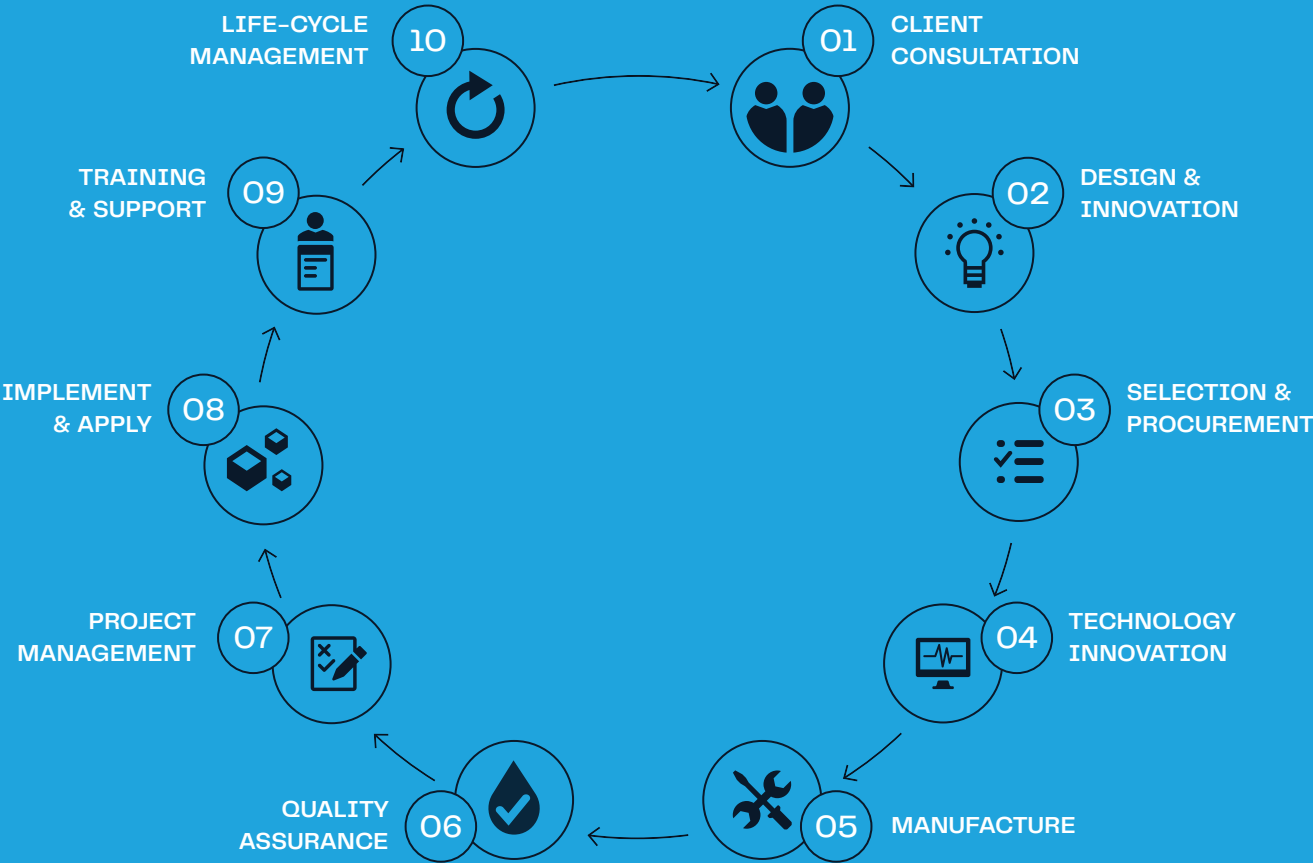 01
CLIENT
CONSULTATION
02
DESIGN &
INNOVATION
03
SELECTION &
PROCUREMENT
04
TECHNOLOGY
INNOVATION
05
MANUFACTURE
06
QUALITY
ASSURANCE
07
PROJECT
MANAGEMENT
08
IMPLEMENT
& APPLY
09
TRAINING
& SUPPORT
10
LIFE-CYCLE
MANAGEMENT